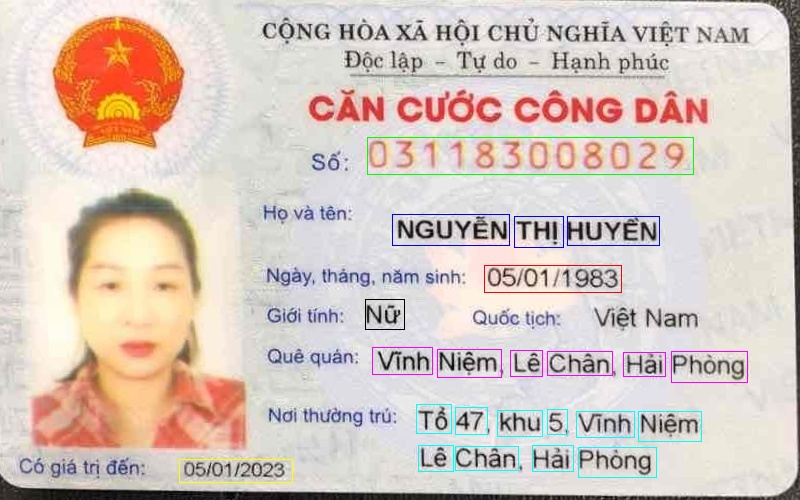 CỘNG HÒA XÃ HỘI CHỦ NGHĨA VIỆT NAM
Độc lập - Tự do - Hạnh phúc
CĂN CƯỚC CÔNG DÂN
Số: 031183008029
Họ và tên: NGUYỄN THỊ HUYỀN
Ngày, tháng, năm sinh: 05/01/1983
Giới tính: Nữ Quốc tịch: Việt Nam
Quê quán: Vĩnh Niệm, Lê Chân, Hải Phòng
Nơi thường trú: Tổ 47, khu 5, Vĩnh Niệm
Lê Chân, Hải Phòng
Có giá trị đến: 05/01/2023